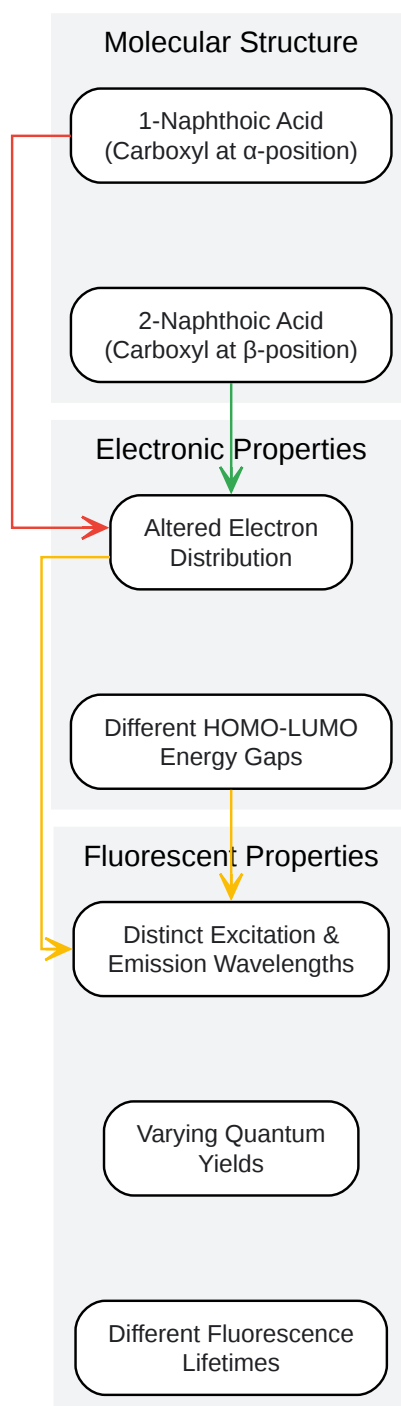 Molecular Structure
1-Naphthoic Acid
(Carboxyl at α-position)
2-Naphthoic Acid
(Carboxyl at β-position)
Electronic Properties
Altered Electron
Distribution
Different HOMO-LUMO
Energy Gaps
Fluorescent Properties
Distinct Excitation &
Emission Wavelengths
Varying Quantum
Yields
Different Fluorescence
Lifetimes